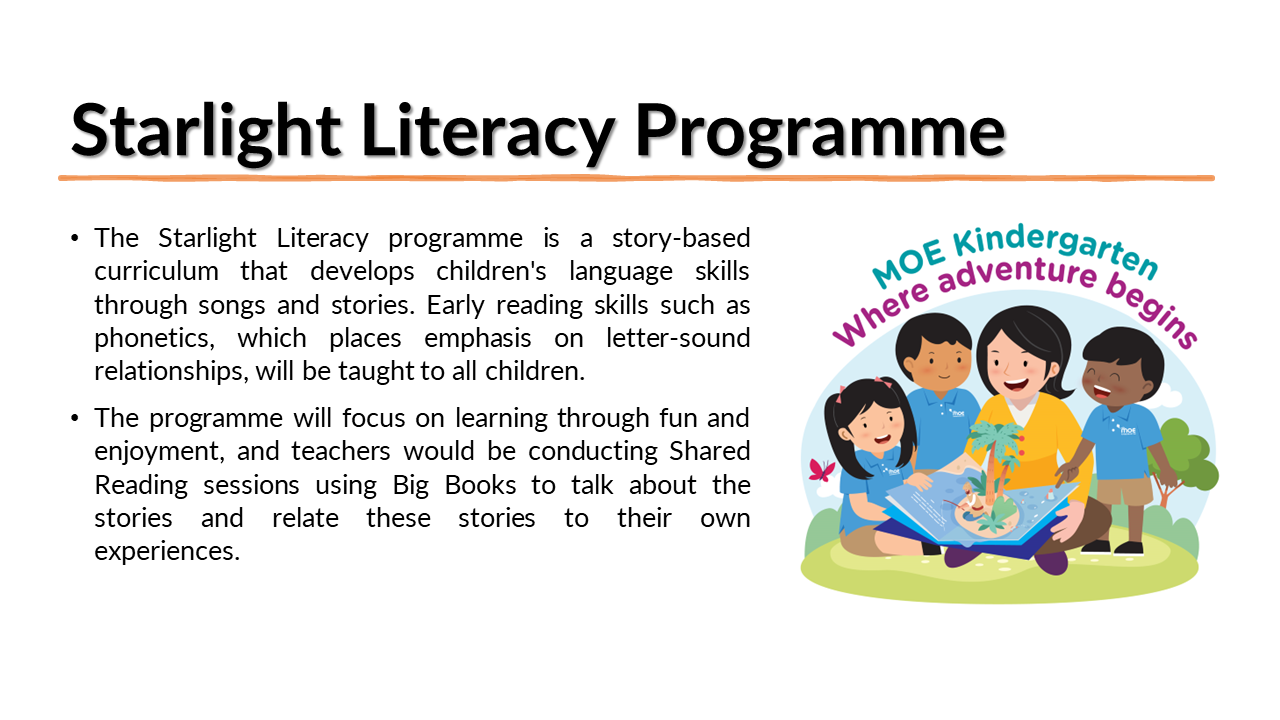 Starlight Literacy Programme
• The Starlight Literacy programme is a story-based
curriculum that develops children's language skills
through songs and stories. Early reading skills such as
phonetics, which places emphasis on letter-sound
relationships, will be taught to all children.
• The programme will focus on learning through fun and
enjoyment, and teachers would be conducting Shared
Reading sessions using Big Books to talk about the
stories and relate these stories to their own
experiences.
MOE Kindergarten
Where adventure begins
moe
moe